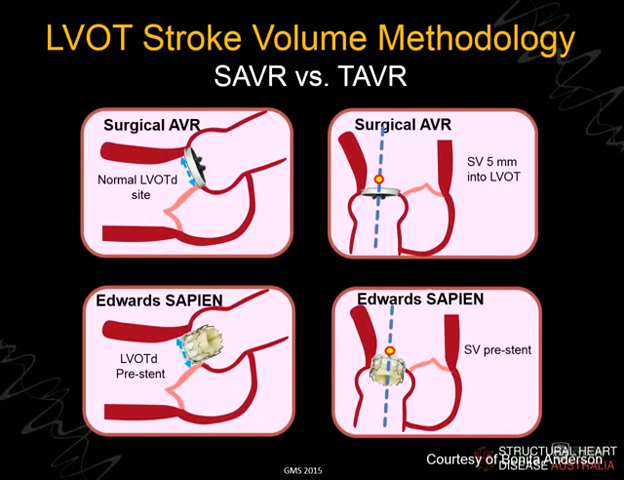 LVOT Stroke Volume Methodology
SAVR vs. TAVR
Surgical AVR
Normal LVOTd
site
Surgical AVR
SV 5 mm
into LVOT
Edwards SAPIEN
LVOTd
Pre-stent
Edwards SAPIEN
SV pre-stent
Courtesy of Bonita Anderson
STRUCTURAL HEART
DISEASE AUSTRALIA
GMS 2015